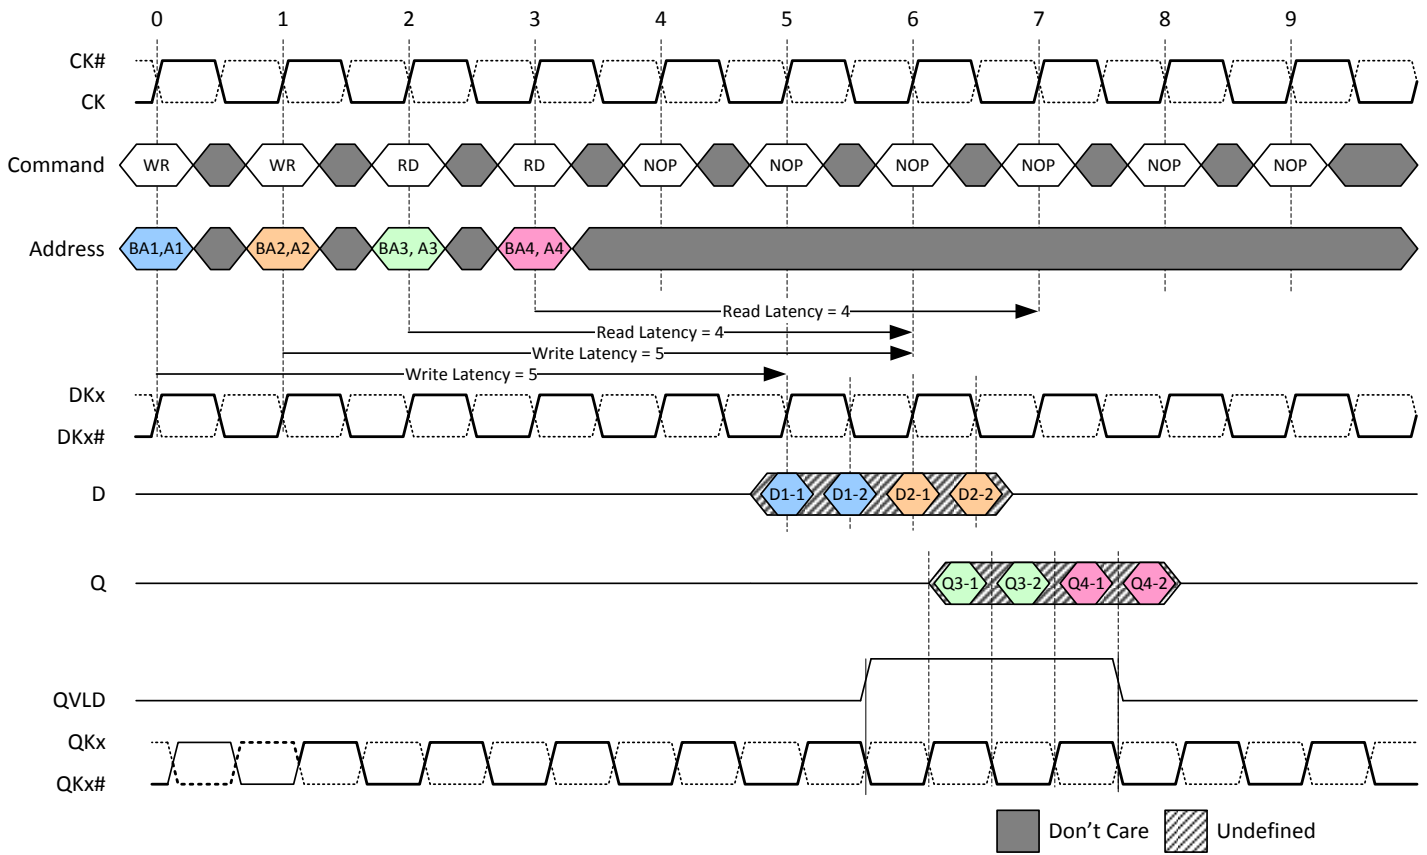 0 1 2 3 4 5 6 7 8 9
CK#
CK
Command WR WR RD RD NOP NOP NOP NOP NOP NOP
Address BA1,A1 BA2,A2 BA3, A3 BA4, A4
Read Latency = 4
Read Latency = 4
Write Latency = 5
Write Latency = 5
DKx
DKx#
D D1-1 D1-2 D2-1 D2-2
Q Q3-1 Q3-2 Q4-1 Q4-2
QVLD
QKx
QKx#
Don't Care Undefined